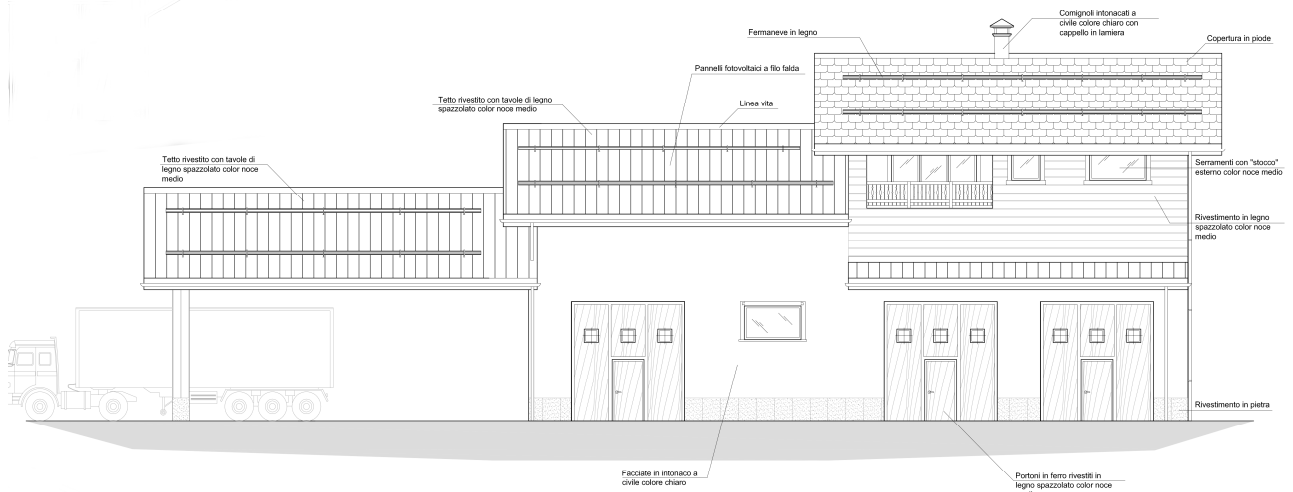 Comignoli intonacati a
civile colore chiaro con
cappello in lamiera
Fermaneve in legno
Copertura in piode
Pannelli fotovoltaici a filo falda
Tetto rivestito con tavole di legno
spazzolato color noce medio
Linea vita
Tetto rivestito con tavole di
legno spazzolato color noce
medio
Serramenti con "stocco"
esterno color noce medio
Rivestimento in legno
spazzolato color noce
medio
Rivestimento in pietra
Facciate in intonaco a
civile colore chiaro
Portoni in ferro rivestiti in
legno spazzolato color noce